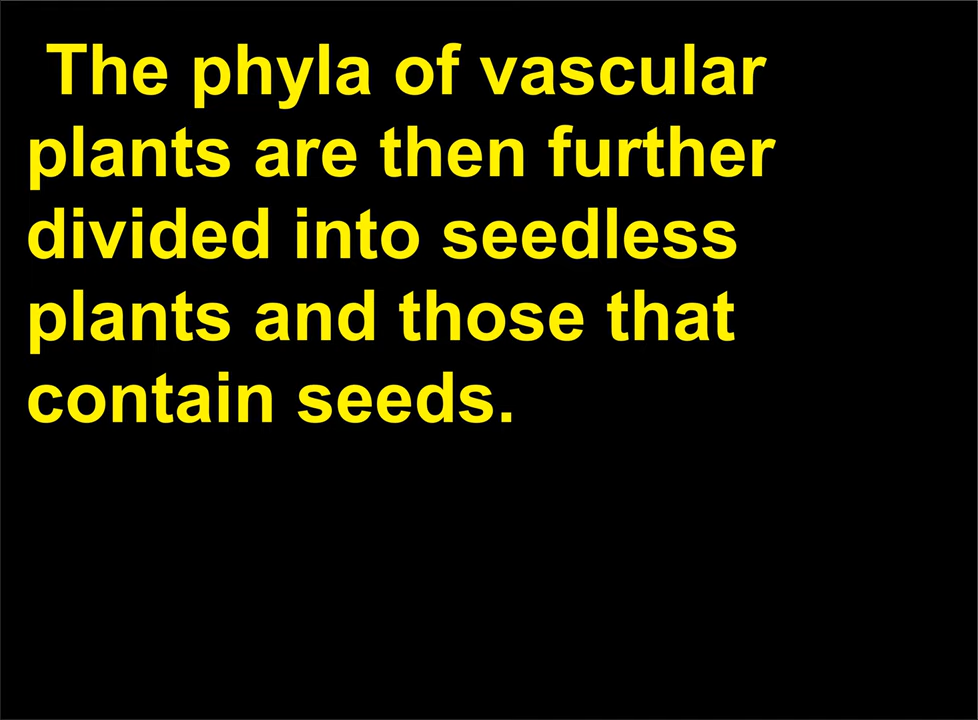 The phyla of vascular
plants are then further
divided into seedless
plants and those that
contain seeds.